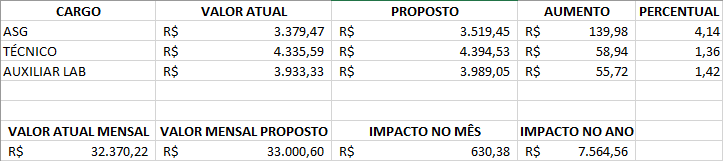 CARGO VALOR ATUAL PROPOSTO AUMENTO PERCENTUAL
ASG R$ 3.379,47 R$ 3.519,45 R$ 139,98 4,14
TÉCNICO R$ 4.335,59 R$ 4.394,53 R$ 58,94 1,36
AUXILIAR LAB R$ 3.933,33 R$ 3.989,05 R$ 55,72 1,42
VALOR ATUAL MENSAL VALOR MENSAL PROPOSTO IMPACTO NO MÊS IMPACTO NO ANO
R$ 32.370,22 R$ 33.000,60 R$ 630,38 R$ 7.564,56